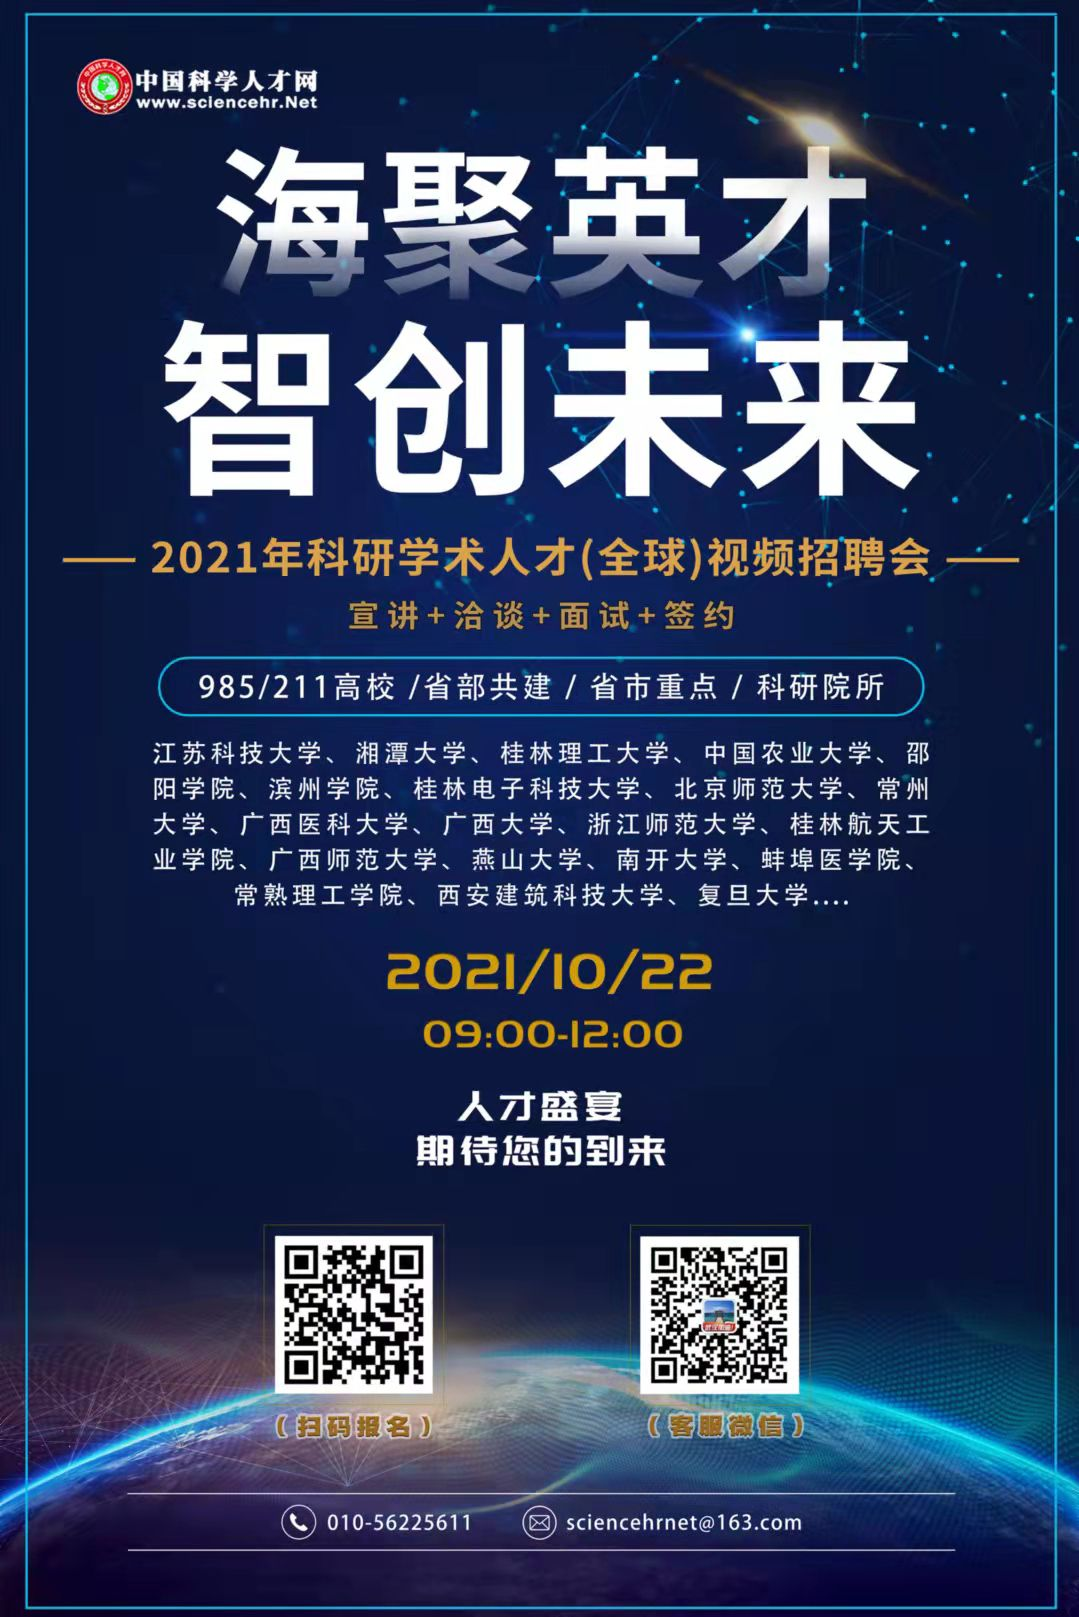 中国科学人才网
www.sciencehr.Net
海聚英才
智创未来
2021年科研学术人才(全球)视频招聘会
宣讲+洽谈+面试+签约
985/211高校 /省部共建 / 省市重点 / 科研院所
江苏科技大学、湘潭大学、桂林理工大学、中国农业大学、邵
阳学院、滨州学院、桂林电子科技大学、北京师范大学、常州
大学、广西医科大学、广西大学、浙江师范大学、桂林航天工
业学院、广西师范大学、燕山大学、南开大学、蚌埠医学院、
常熟理工学院、西安建筑科技大学、复旦大学....
2021/10/22
09:00-12:00
人才盛宴
期待您的到来
(扫码报名)
(客服微信)
010-56225611
sciencehrnet@163.com